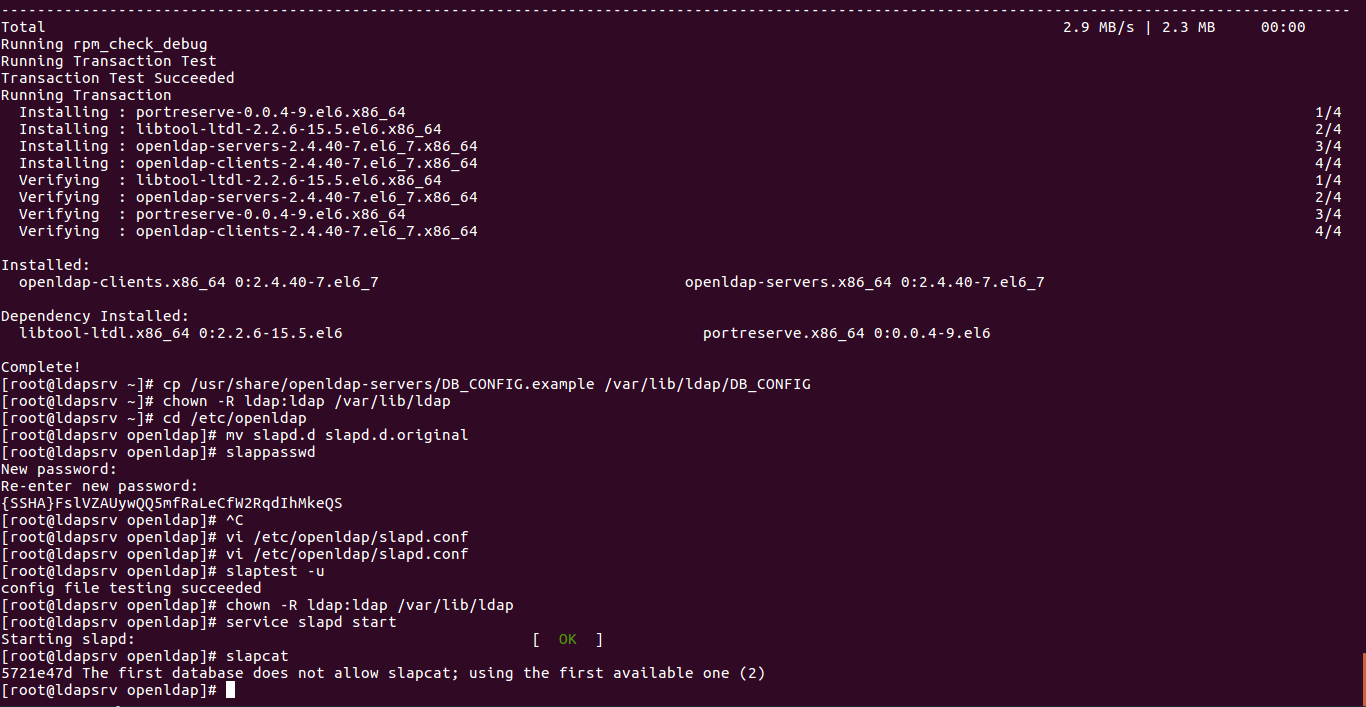 --------------------------------------------------------------------------------
Total                                              2.9 MB/s | 2.3 MB     00:00
Running rpm_check_debug
Running Transaction Test
Transaction Test Succeeded
Running Transaction
  Installing : portreserve-0.0.4-9.el6.x86_64                                1/4
  Installing : libtool-ltdl-2.2.6-15.5.el6.x86_64                            2/4
  Installing : openldap-servers-2.4.40-7.el6_7.x86_64                        3/4
  Installing : openldap-clients-2.4.40-7.el6_7.x86_64                        4/4
  Verifying  : libtool-ltdl-2.2.6-15.5.el6.x86_64                            1/4
  Verifying  : openldap-servers-2.4.40-7.el6_7.x86_64                        2/4
  Verifying  : portreserve-0.0.4-9.el6.x86_64                                3/4
  Verifying  : openldap-clients-2.4.40-7.el6_7.x86_64                        4/4
Installed:
  openldap-clients.x86_64 0:2.4.40-7.el6_7          openldap-servers.x86_64 0:2.4.40-7.el6_7
Dependency Installed:
  libtool-ltdl.x86_64 0:2.2.6-15.5.el6          portreserve.x86_64 0:0.0.4-9.el6
Complete!
[root@ldapsrv ~]# cp /usr/share/openldap-servers/DB_CONFIG.example /var/lib/ldap/DB_CONFIG
[root@ldapsrv ~]# chown -R ldap:ldap /var/lib/ldap
[root@ldapsrv ~]# cd /etc/openldap
[root@ldapsrv openldap]# mv slapd.d slapd.d.original
[root@ldapsrv openldap]# slappasswd
New password:
Re-enter new password:
{SSHA}FslVZAUywQQ5mfRaLeCfW2RqdIhMkeQS
[root@ldapsrv openldap]# ^C
[root@ldapsrv openldap]# vi /etc/openldap/slapd.conf
[root@ldapsrv openldap]# vi /etc/openldap/slapd.conf
[root@ldapsrv openldap]# slaptest -u
config file testing succeeded
[root@ldapsrv openldap]# chown -R ldap:ldap /var/lib/ldap
[root@ldapsrv openldap]# service slapd start
Starting slapd:                                            [  OK  ]
[root@ldapsrv openldap]# slapcat
5721e47d The first database does not allow slapcat; using the first available one (2)
[root@ldapsrv openldap]#